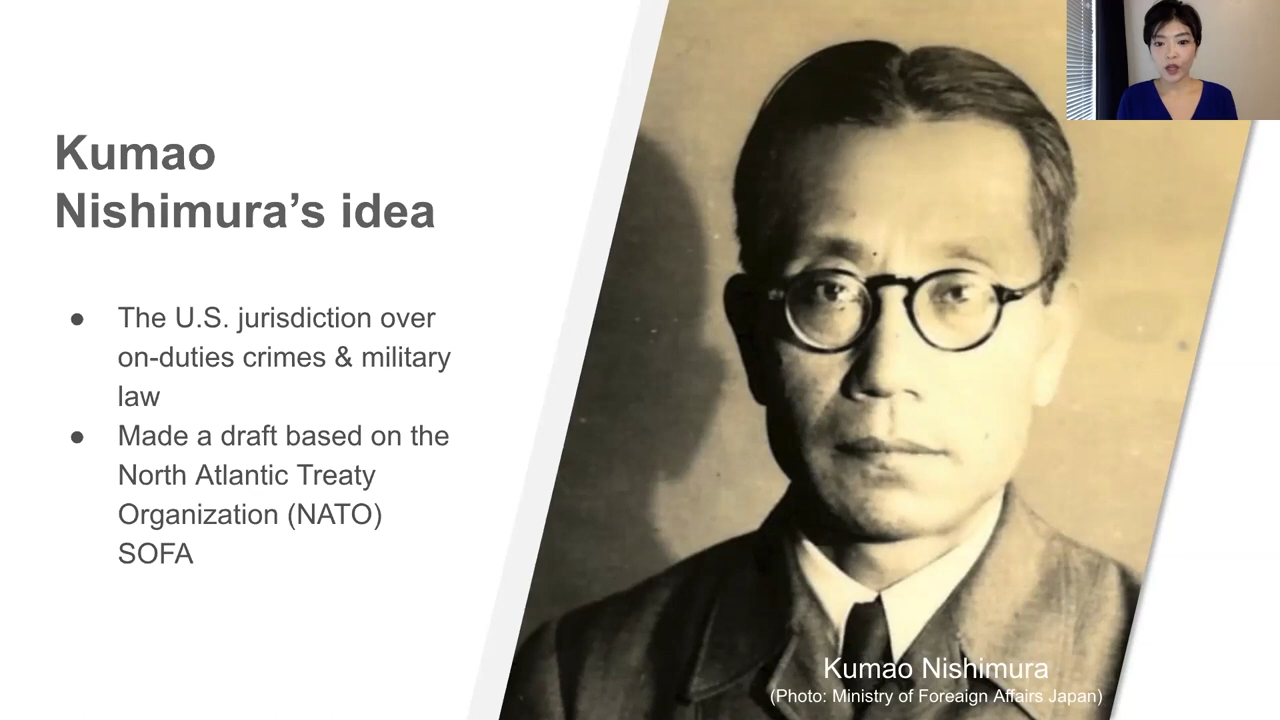 Kumao
Nishimura’s idea
● The U.S. jurisdiction over
on-duties crimes & military
law
● Made a draft based on the
North Atlantic Treaty
Organization (NATO)
SOFA
Kumao Nishimura
(Photo: Ministry of Foreaign Affairs Japan)